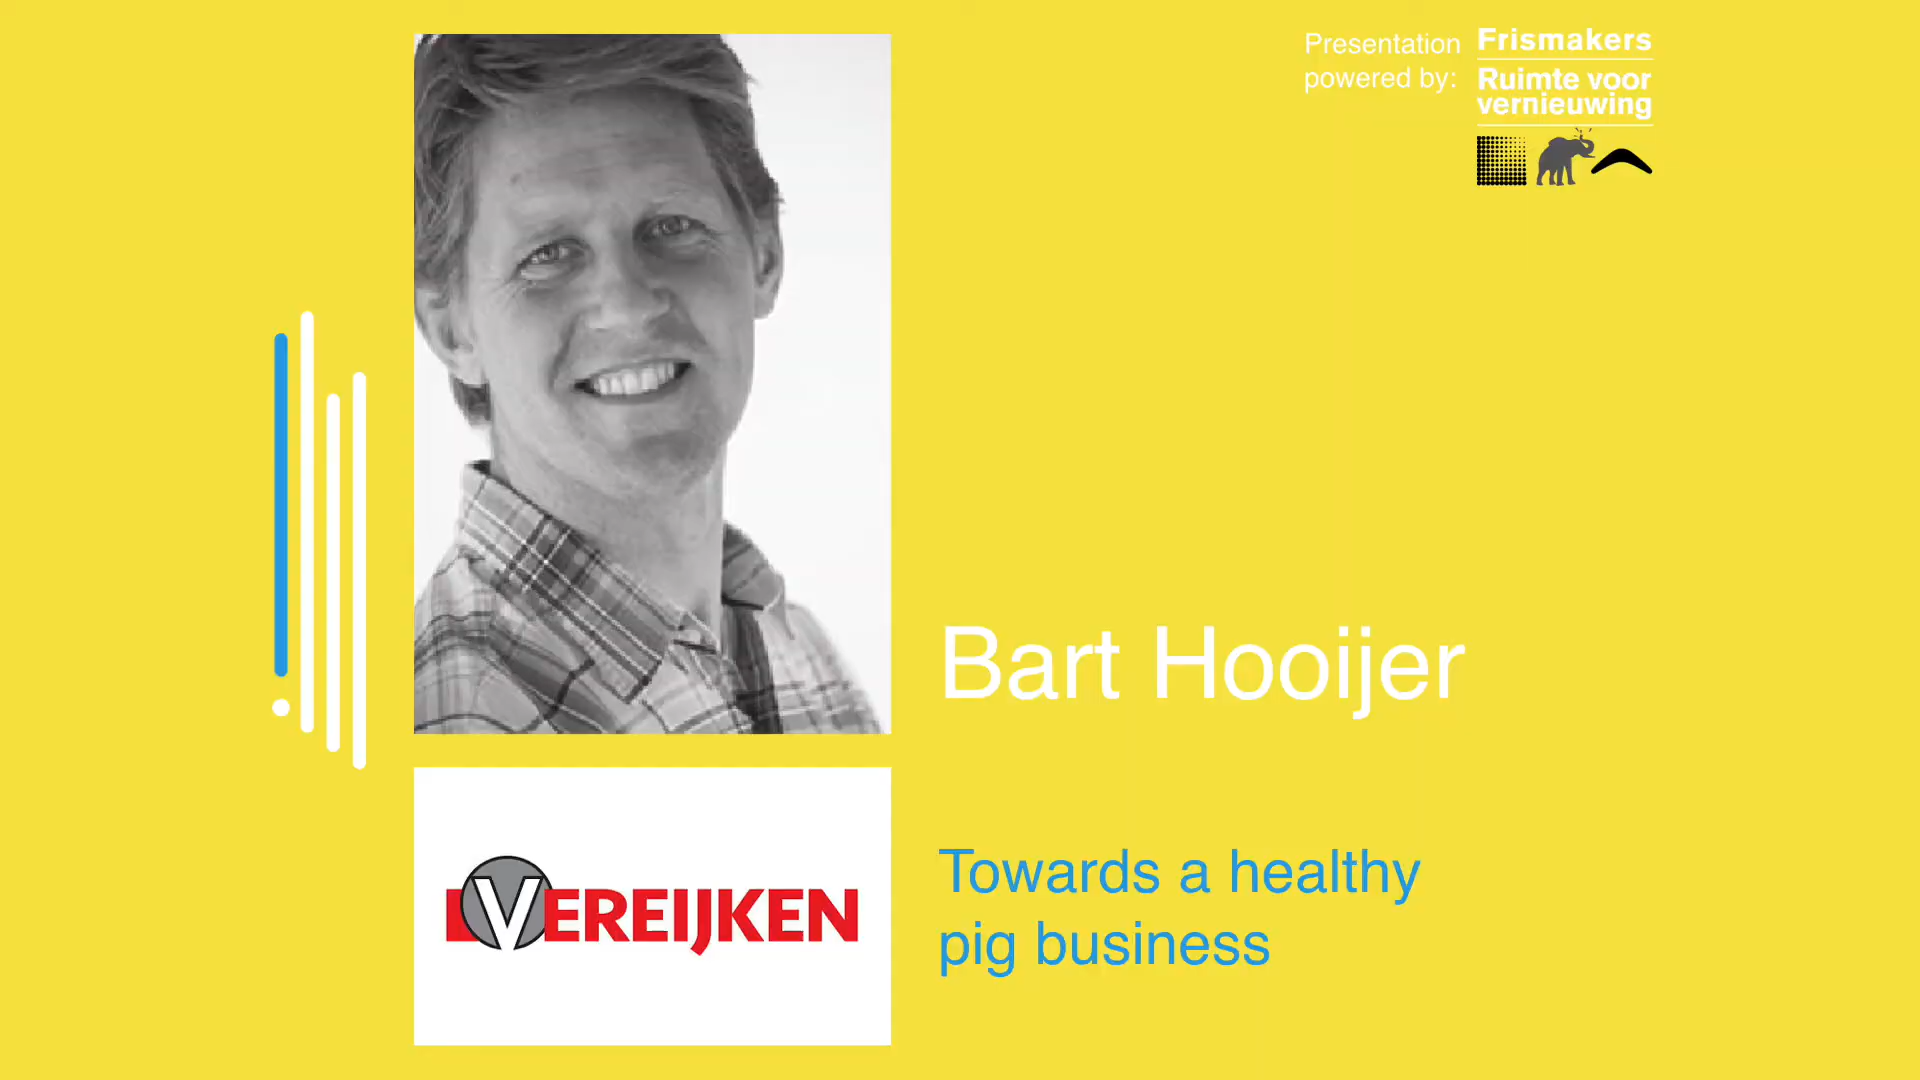 Presentation
powered by:
Frismakers
Ruimte voor
vernieuwing
Bart Hooijer
VEREIJKEN
Towards a healthy
pig business